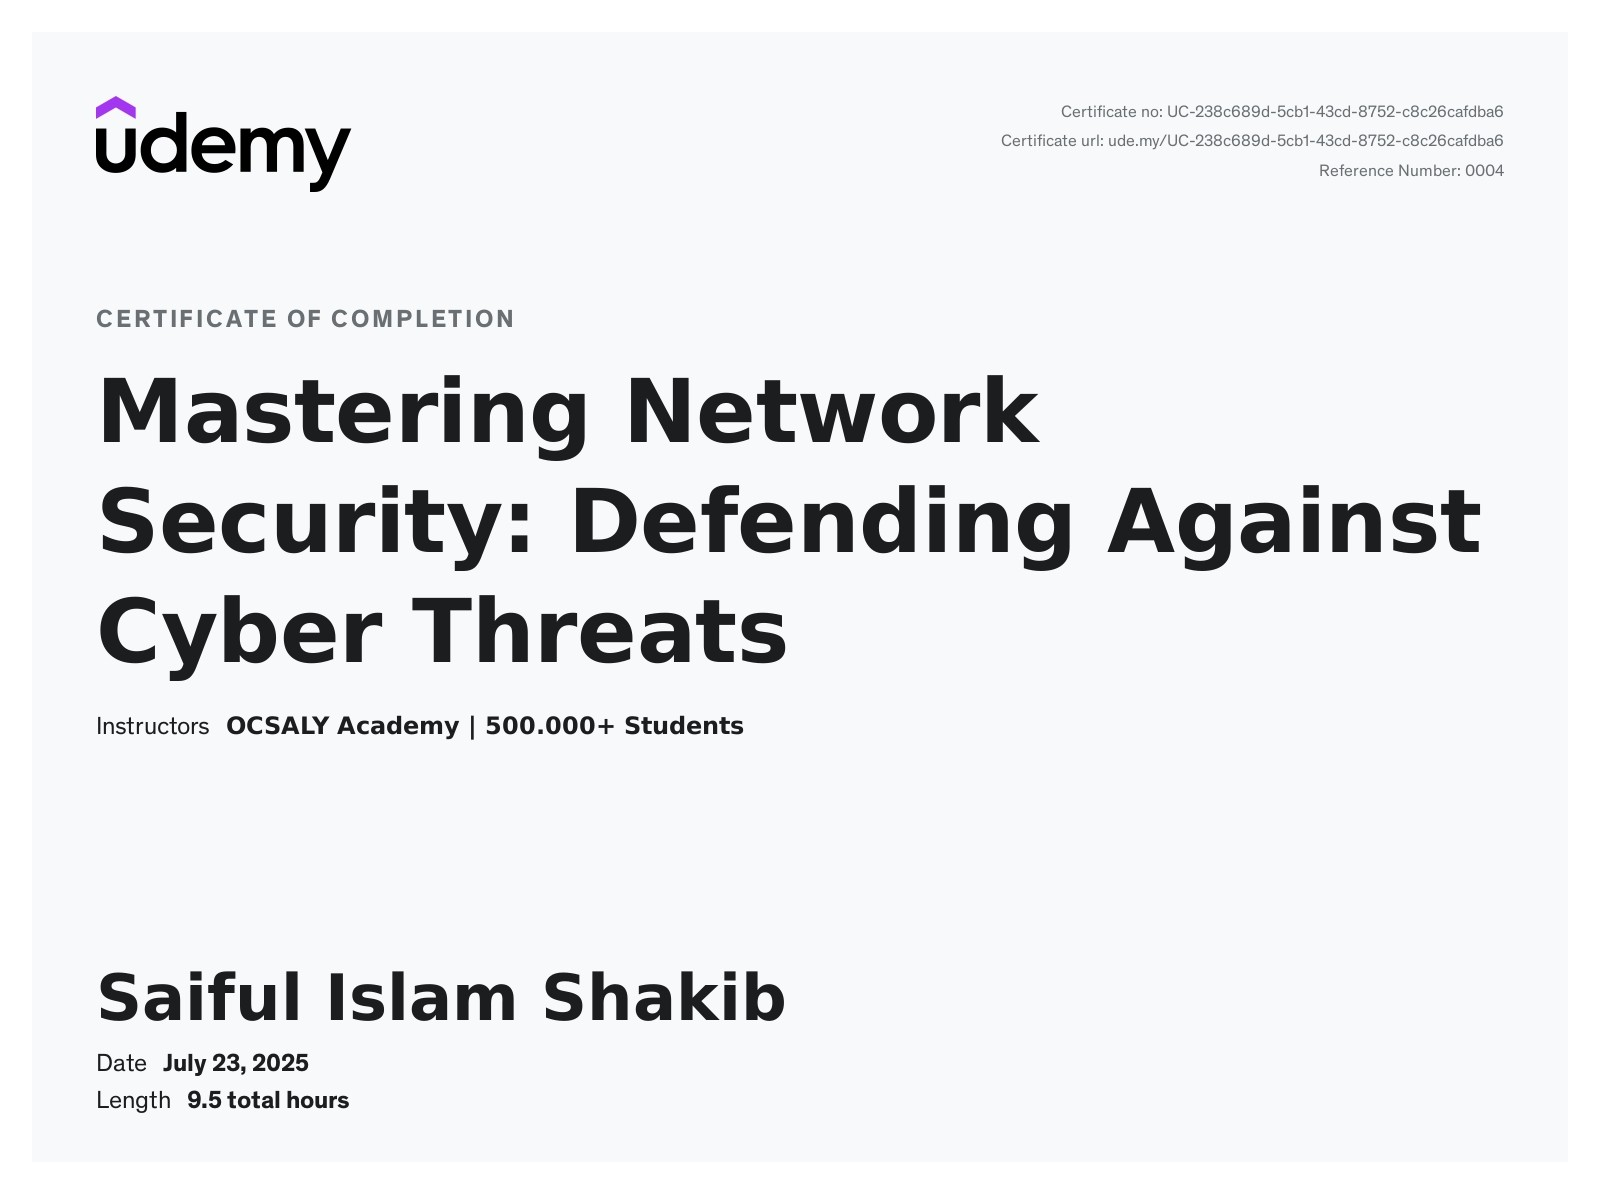 udemy
Certificate no: UC-238c689d-5cb1-43cd-8752-c8c26cafdba6
Certificate url: ude.my/UC-238c689d-5cb1-43cd-8752-c8c26cafdba6
Reference Number: 0004
CERTIFICATE OF COMPLETION
Mastering Network
Security: Defending Against
Cyber Threats
Instructors OCSALY Academy | 500.000+ Students
Saiful Islam Shakib
Date July 23, 2025
Length 9.5 total hours